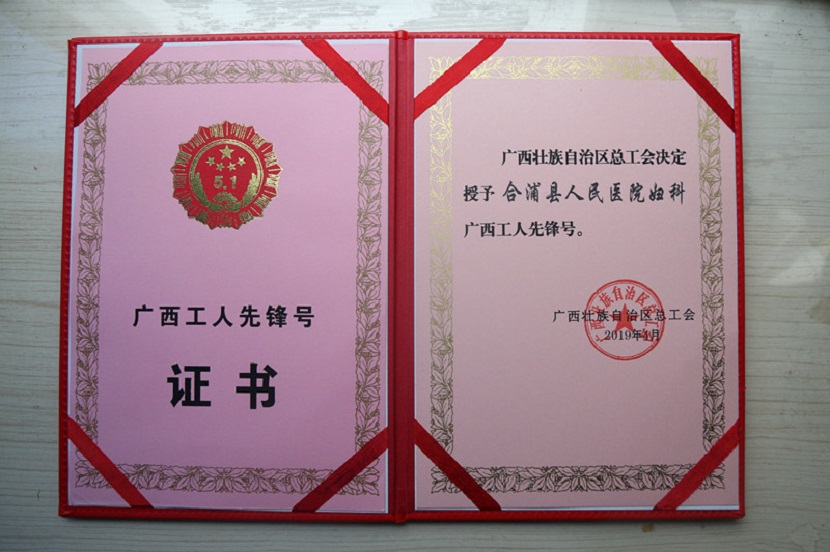 5.1
广西工人先锋号
证书
广西壮族自治区总工会决定
授予 合浦县人民医院妇科
广西工人先锋号。
广西壮族自治区总工会
2019年 月